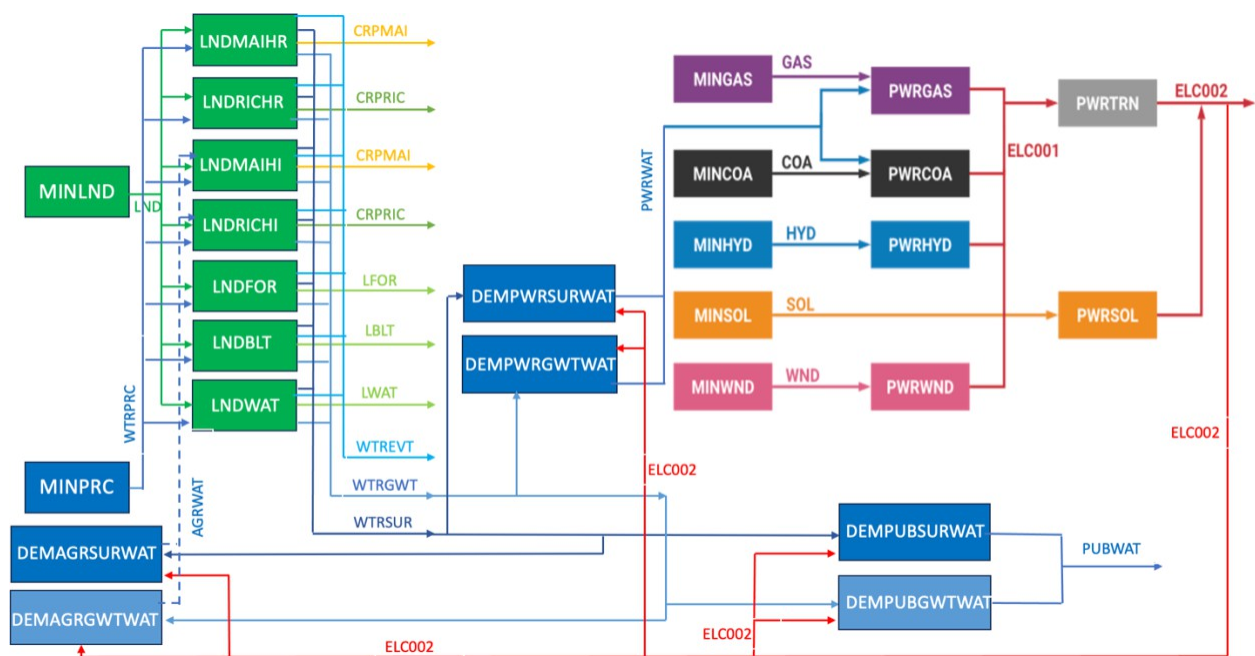 LNDMAIHR
CRPMAI
LNDRICHR
CRPRIC
LNDMAIHI
CRPMAI
MINLND
LND
LNDRICHI
CRPRIC
LNDFOR
LFOR
LNDBLT
LBLT
LNDWAT
LWAT
WTRPRC
WTREVT
MINPRC
WTRGWT
WTRSUR
AGRWAT
DEMAGRSURWAT
DEMAGRGWTWAT
ELC002
DEMPWRSURWAT
DEMPWRGWTWAT
ELC002
PWRWAT
MINGAS
GAS
PWRGAS
PWRTRN
ELC002
ELC001
MINCOA
COA
PWRCOA
MINHYD
HYD
PWRHYD
MINSOL
SOL
PWRSOL
MINWND
WND
PWRWND
ELC002
DEMPUBSURWAT
PUBWAT
DEMPUBGWTWAT
ELC002